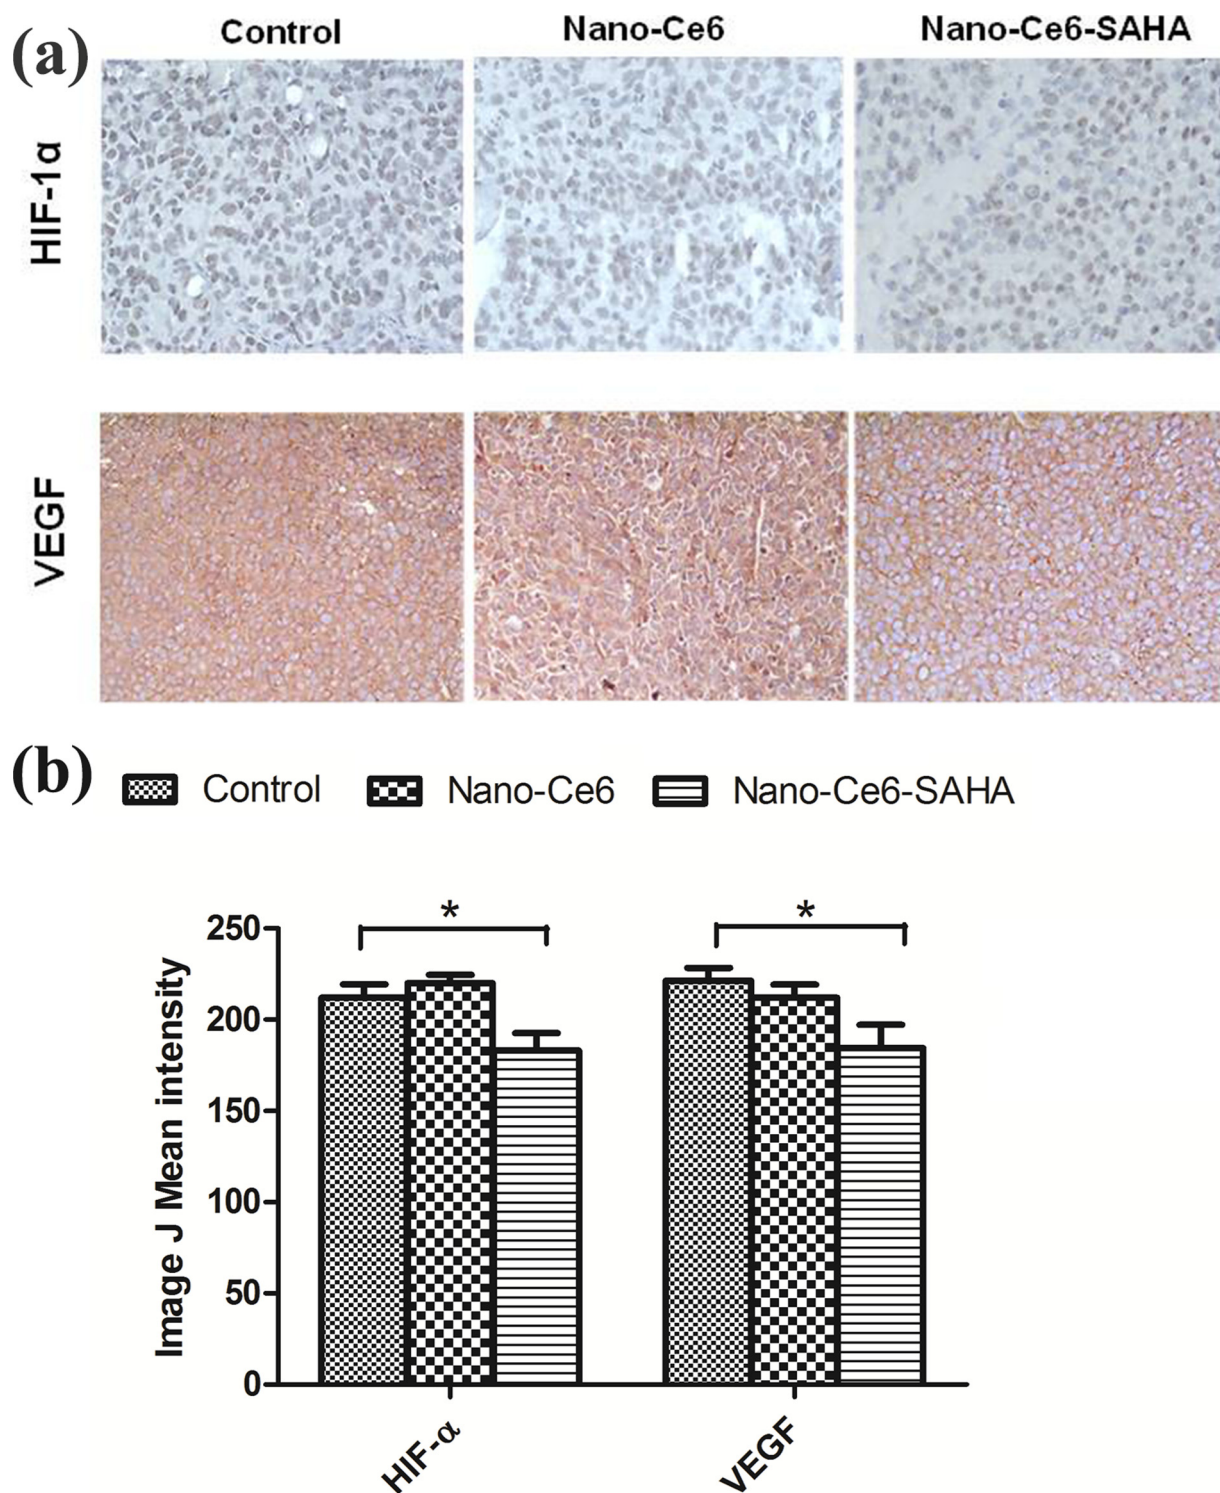 (a)
Control Nano-Ce6 Nano-Ce6-SAHA
HIF-1α
VEGF
(b)
Control Nano-Ce6 Nano-Ce6-SAHA
* *
Image J Mean intensity
250
200
150
100
50
0
HIF-α VEGF